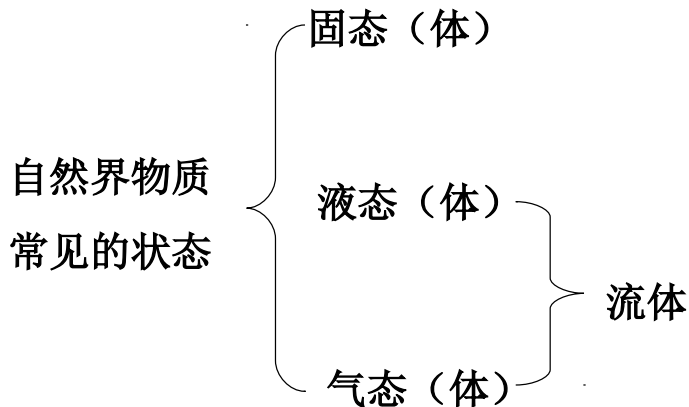 固态（体）
自然界物质
常见的状态
液态（体）
流体
气态（体）